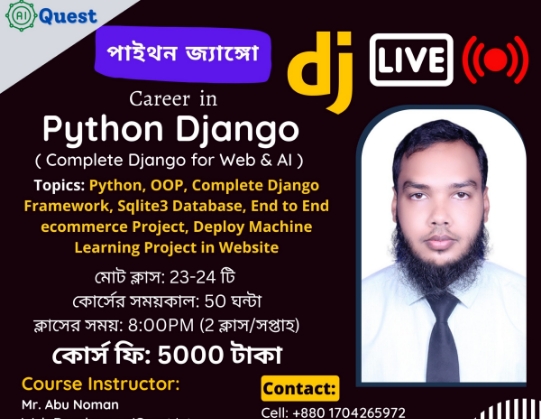 AI Quest
পাইথন জ্যাঙ্গো
dj
LIVE
Career in
Python Django
( Complete Django for Web & AI )
Topics: Python, OOP, Complete Django
Framework, Sqlite3 Database, End to End
ecommerce Project, Deploy Machine
Learning Project in Website
মোট ক্লাস: 23-24 টি
কোর্সের সময়কাল: 50 ঘন্টা
ক্লাসের সময়: 8:00PM (2 ক্লাস/সপ্তাহ)
কোর্স ফি: 5000 টাকা
Course Instructor:
Mr. Abu Noman
Contact:
Cell: +880 1704265972